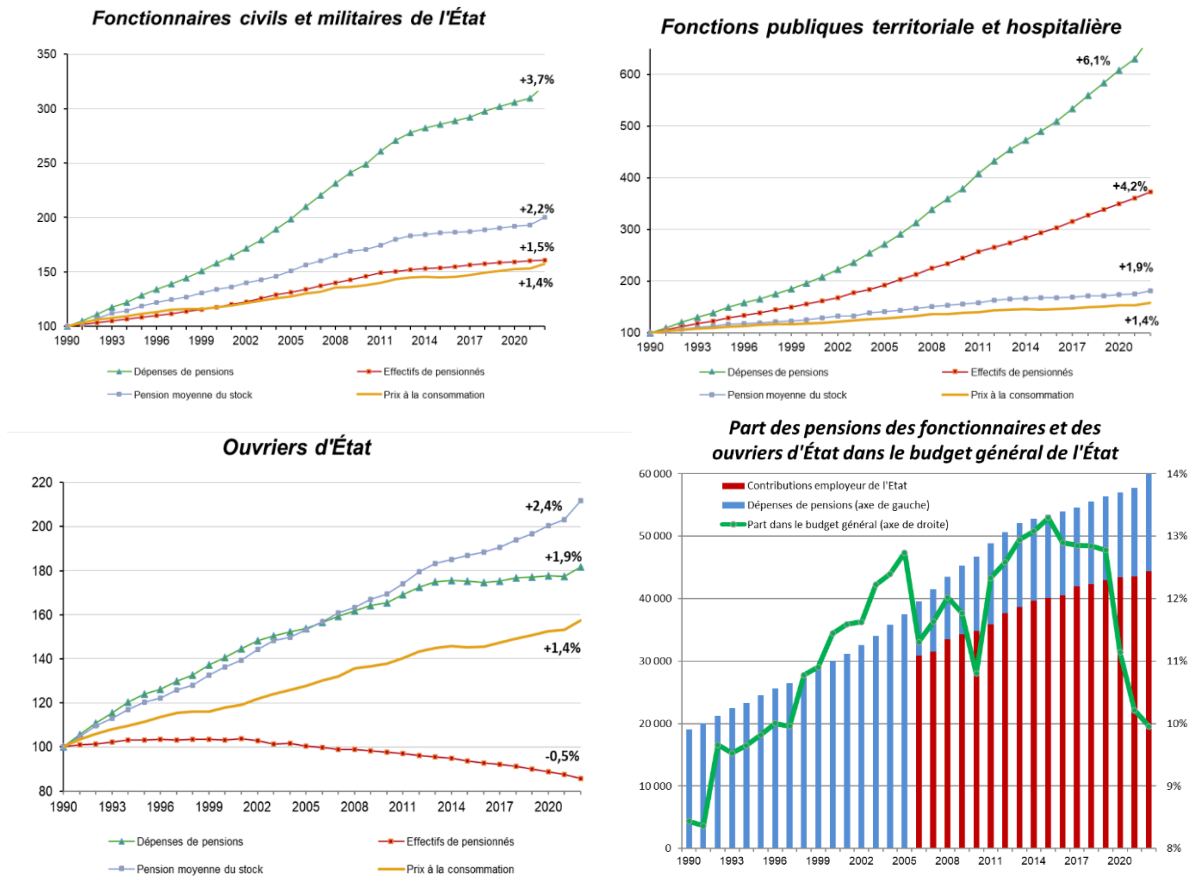 Fonctionnaires civils et militaires de l'État
350
300
250
200
150
100
+3,7%
+2,2%
+1,5%
+1,4%
1990 1993 1996 1999 2002 2005 2008 2011 2014 2017 2020
Dépenses de pensions
Effectifs de pensionnés
Pension moyenne du stock
Prix à la consommation
Fonctions publiques territoriale et hospitalière
600
500
400
300
200
100
+6,1%
+4,2%
+1,9%
+1,4%
1990 1993 1996 1999 2002 2005 2008 2011 2014 2017 2020
Dépenses de pensions
Effectifs de pensionnés
Pension moyenne du stock
Prix à la consommation
Ouvriers d'État
220
200
180
160
140
120
100
80
+2,4%
+1,9%
+1,4%
-0,5%
1990 1993 1996 1999 2002 2005 2008 2011 2014 2017 2020
Dépenses de pensions
Effectifs de pensionnés
Pension moyenne du stock
Prix à la consommation
Part des pensions des fonctionnaires et des
ouvriers d'État dans le budget général de l'État
60 000
50 000
40 000
30 000
20 000
10 000
0
Contributions employeur de l'Etat
Dépenses de pensions (axe de gauche)
Part dans le budget général (axe de droite)
14%
13%
12%
11%
10%
9%
8%
1990 1993 1996 1999 2002 2005 2008 2011 2014 2017 2020